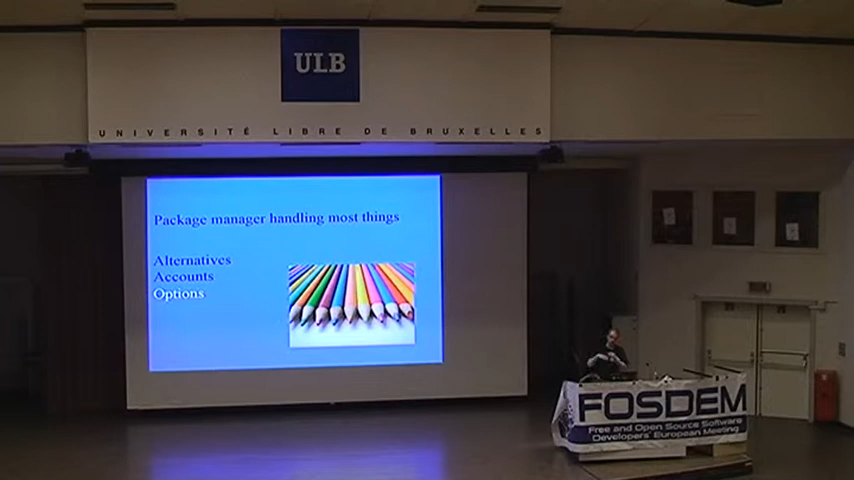 ULB
UNIVERSITÉ LIBRE DE BRUXELLES
Package manager handling most things
Alternatives
Accounts
Options
FOSDEM
Free and Open Source Software
Developers' European Meeting